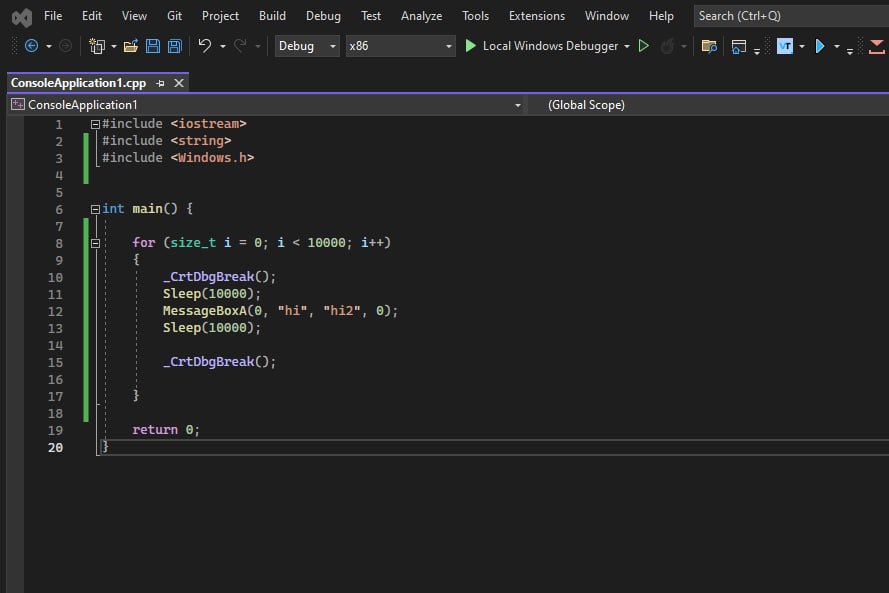 File Edit View Git Project Build Debug Test Analyze Tools Extensions Window Help Search (Ctrl+Q)
Debug x86 Local Windows Debugger VT
ConsoleApplication1.cpp
ConsoleApplication1 (Global Scope)
1 #include <iostream>
2 #include <string>
3 #include <Windows.h>
4
5
6 int main() {
7
8 for (size_t i = 0; i < 10000; i++)
9 {
10 _CrtDbgBreak();
11 Sleep(10000);
12 MessageBoxA(0, "hi", "hi2", 0);
13 Sleep(10000);
14
15 _CrtDbgBreak();
16
17 }
18
19 return 0;
20 }